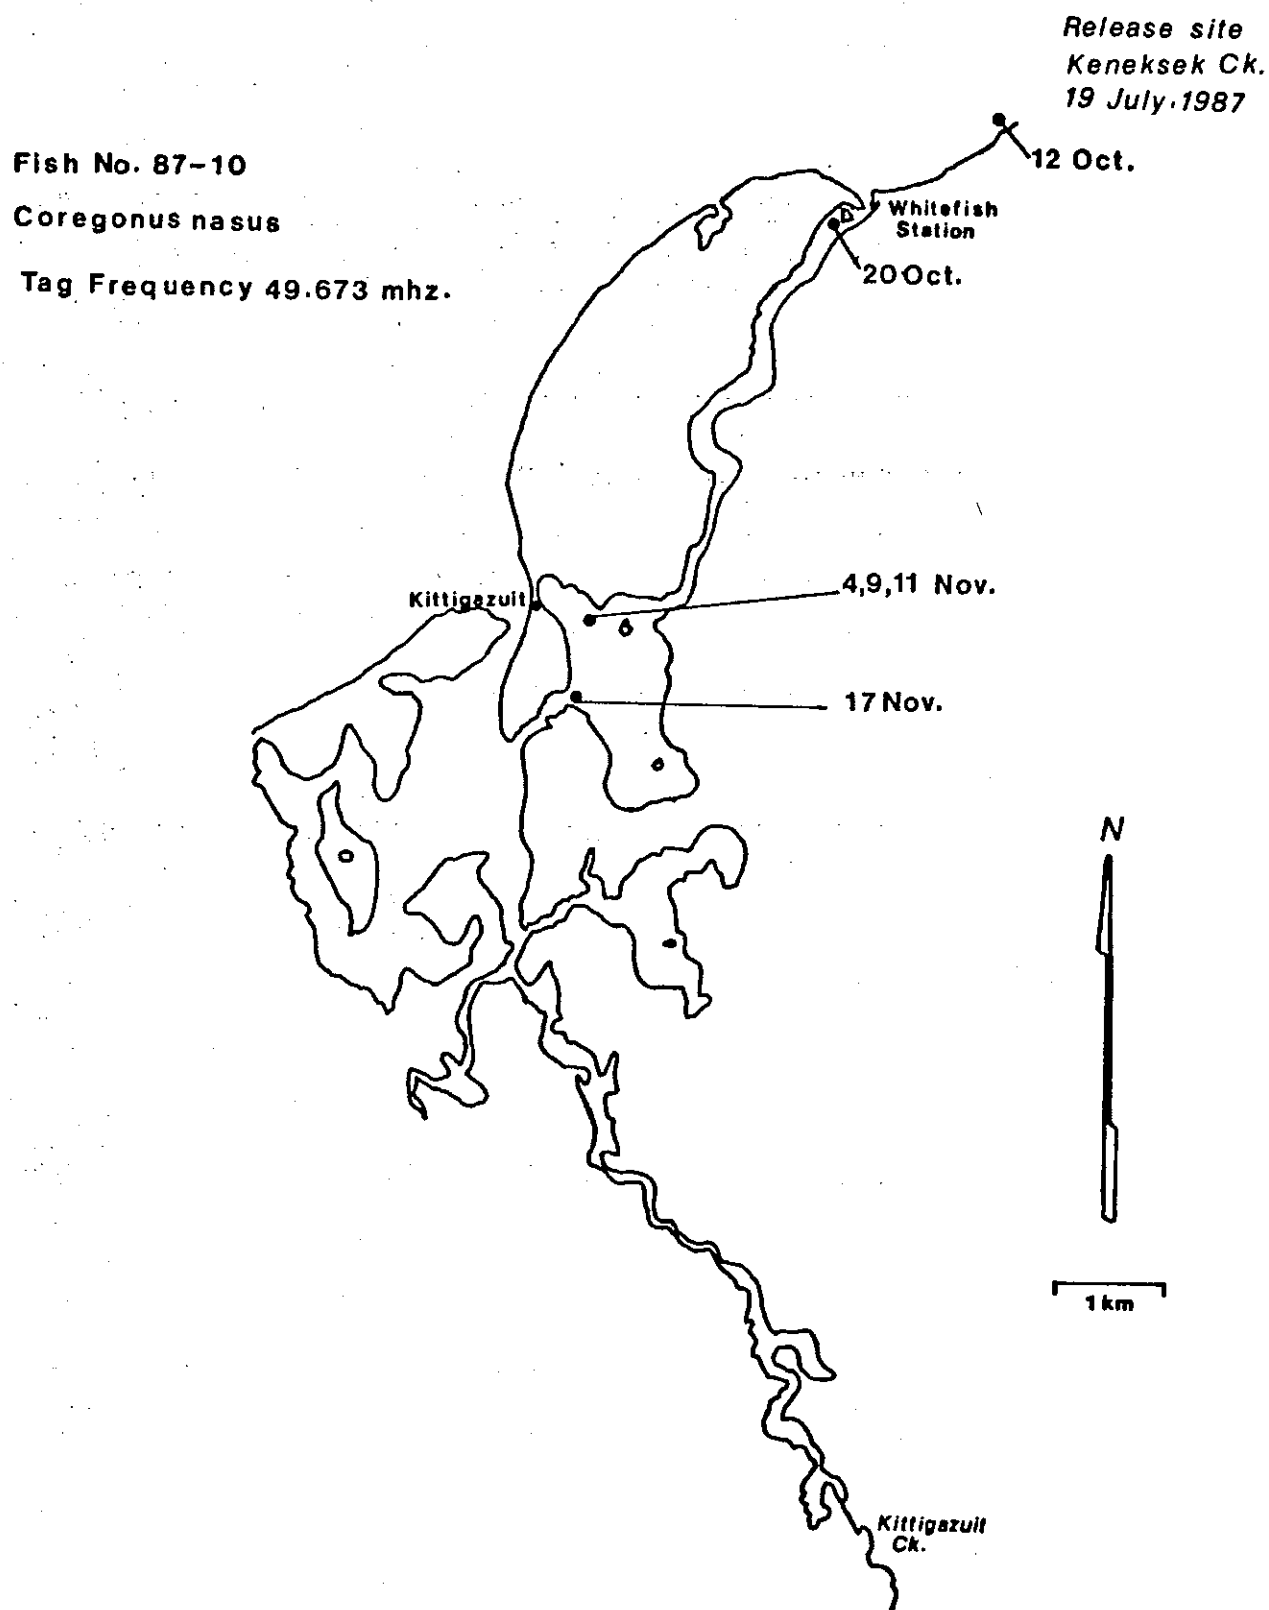 Release site
Keneksek Ck.
19 July, 1987
Fish No. 87-10
12 Oct.
Coregonus nasus
Whitefish
Station
Tag Frequency 49.673 mhz.
20 Oct.
4,9,11 Nov.
Kittigazuit
17 Nov.
N
1 km
Kittigazuit
Ck.